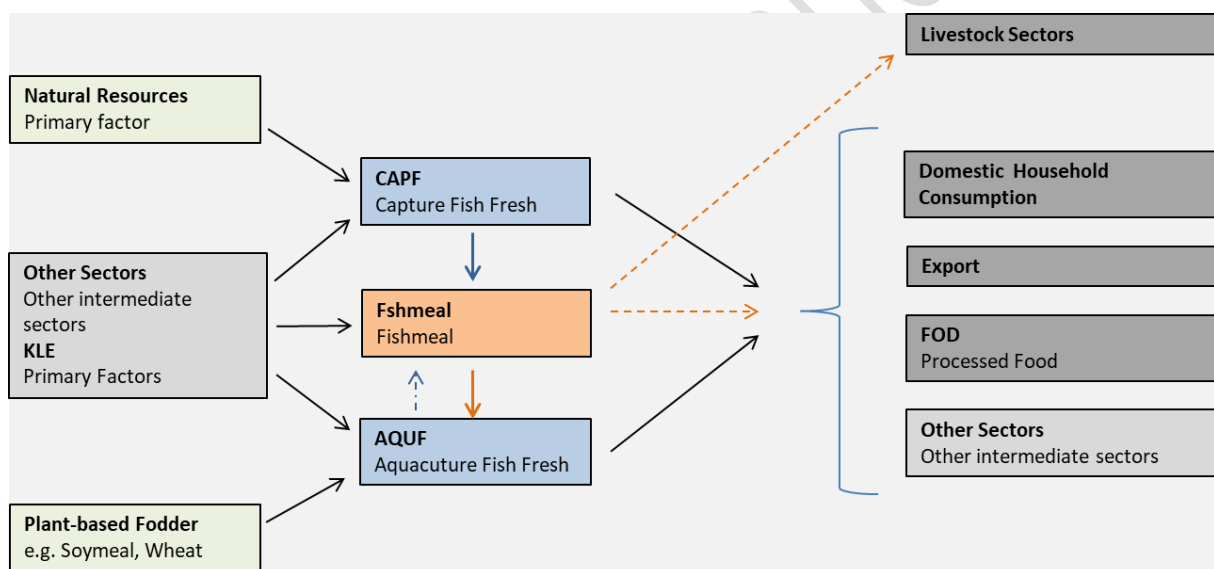 Livestock Sectors
Natural Resources
Primary factor
CAPF
Capture Fish Fresh
Domestic Household
Consumption
Other Sectors
Other intermediate
sectors
KLE
Primary Factors
Fshmeal
Fishmeal
Export
FOD
Processed Food
AQUF
Aquacuture Fish Fresh
Other Sectors
Other intermediate sectors
Plant-based Fodder
e.g. Soymeal, Wheat